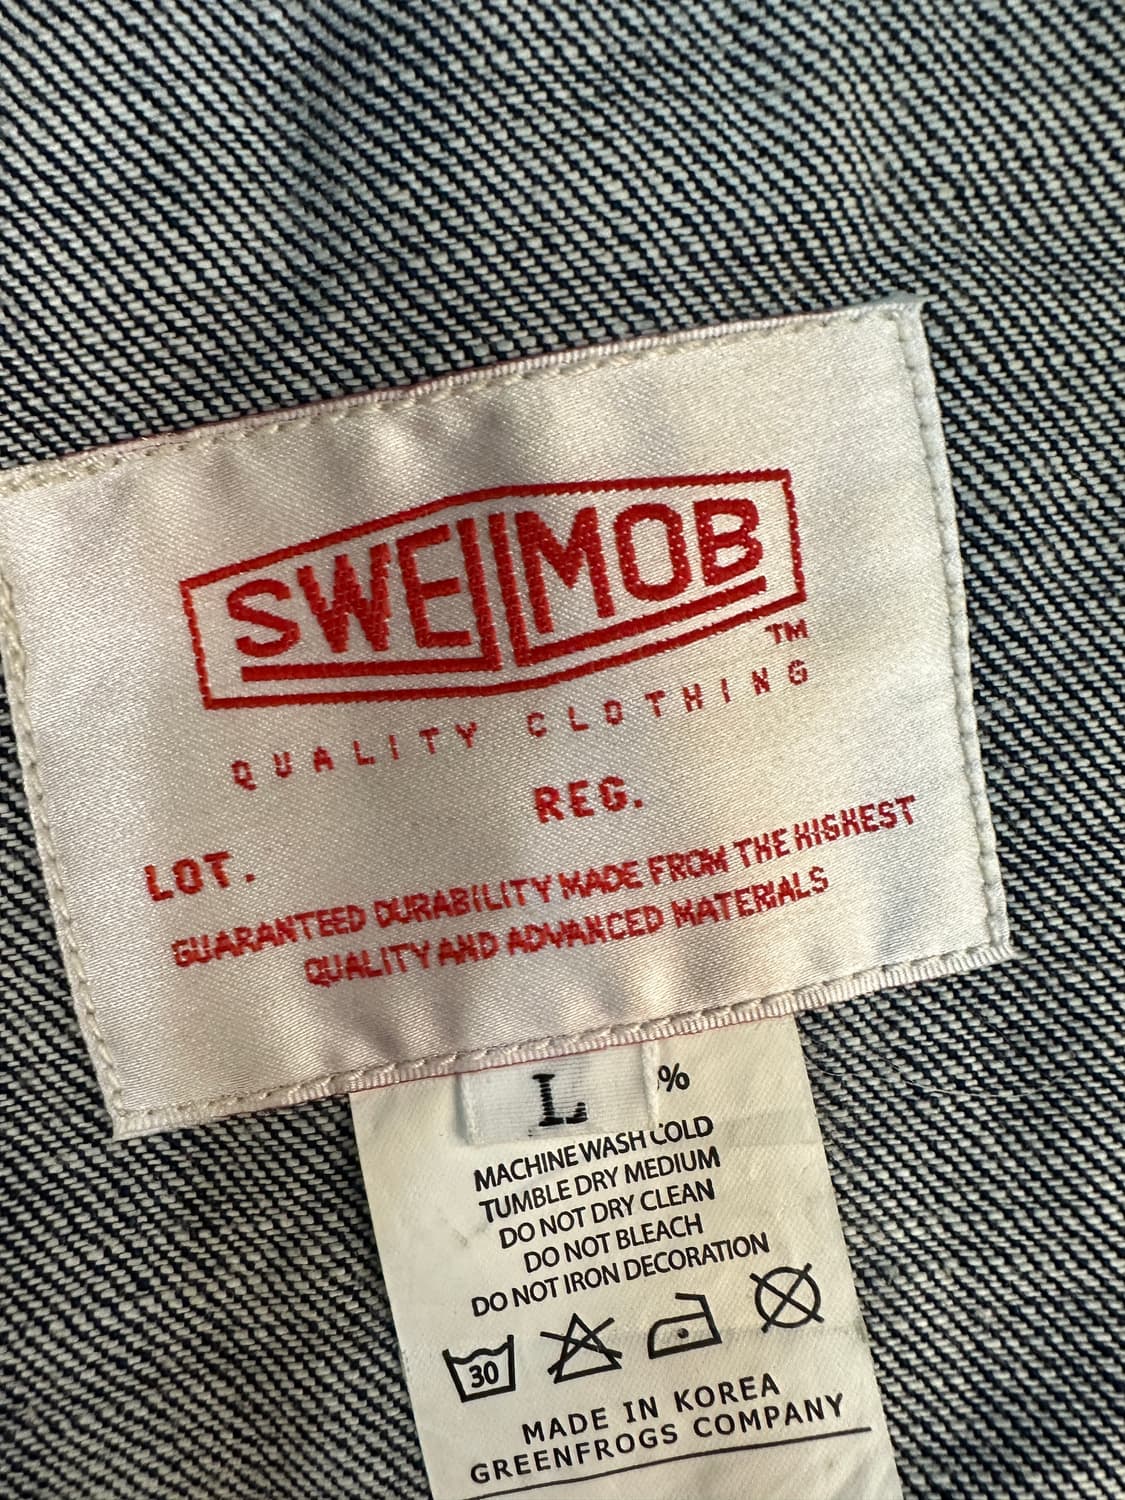 SWELLMOB
TM
QUALITY CLOTHING
REG.
LOT.
GUARANTEED DURABILITY MADE FROM THE HIGHEST
QUALITY AND ADVANCED MATERIALS
L
%
MACHINE WASH COLD
TUMBLE DRY MEDIUM
DO NOT DRY CLEAN
DO NOT BLEACH
DO NOT IRON DECORATION
30
MADE IN KOREA
GREENFROGS COMPANY